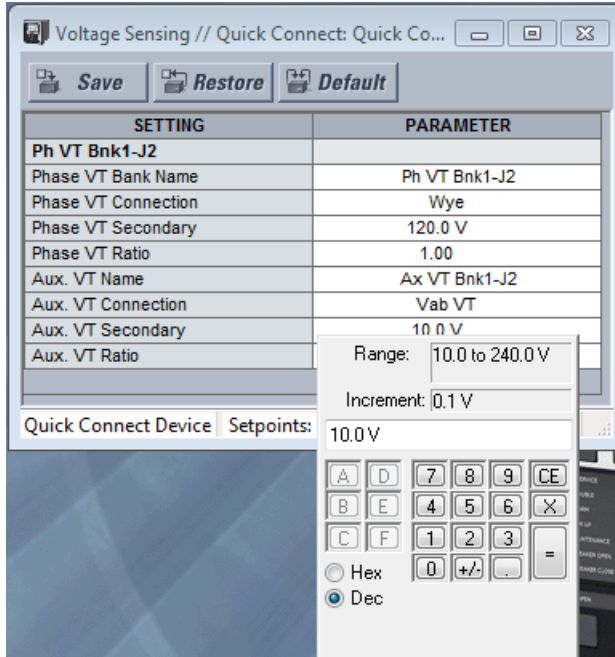 Voltage Sensing // Quick Connect: Quick Co...
Save Restore Default
SETTING PARAMETER
Ph VT Bnk1-J2
Phase VT Bank Name Ph VT Bnk1-J2
Phase VT Connection Wye
Phase VT Secondary 120.0 V
Phase VT Ratio 1.00
Aux. VT Name Ax VT Bnk1-J2
Aux. VT Connection Vab VT
Aux. VT Secondary 10.0 V
Aux. VT Ratio
Range: 10.0 to 240.0 V
Increment: 0.1 V
Quick Connect Device Setpoints:
10.0 V
A D 7 8 9 CE
B E 4 5 6 X
C F 1 2 3 =
0 +/- .
Hex
Dec
OPEN